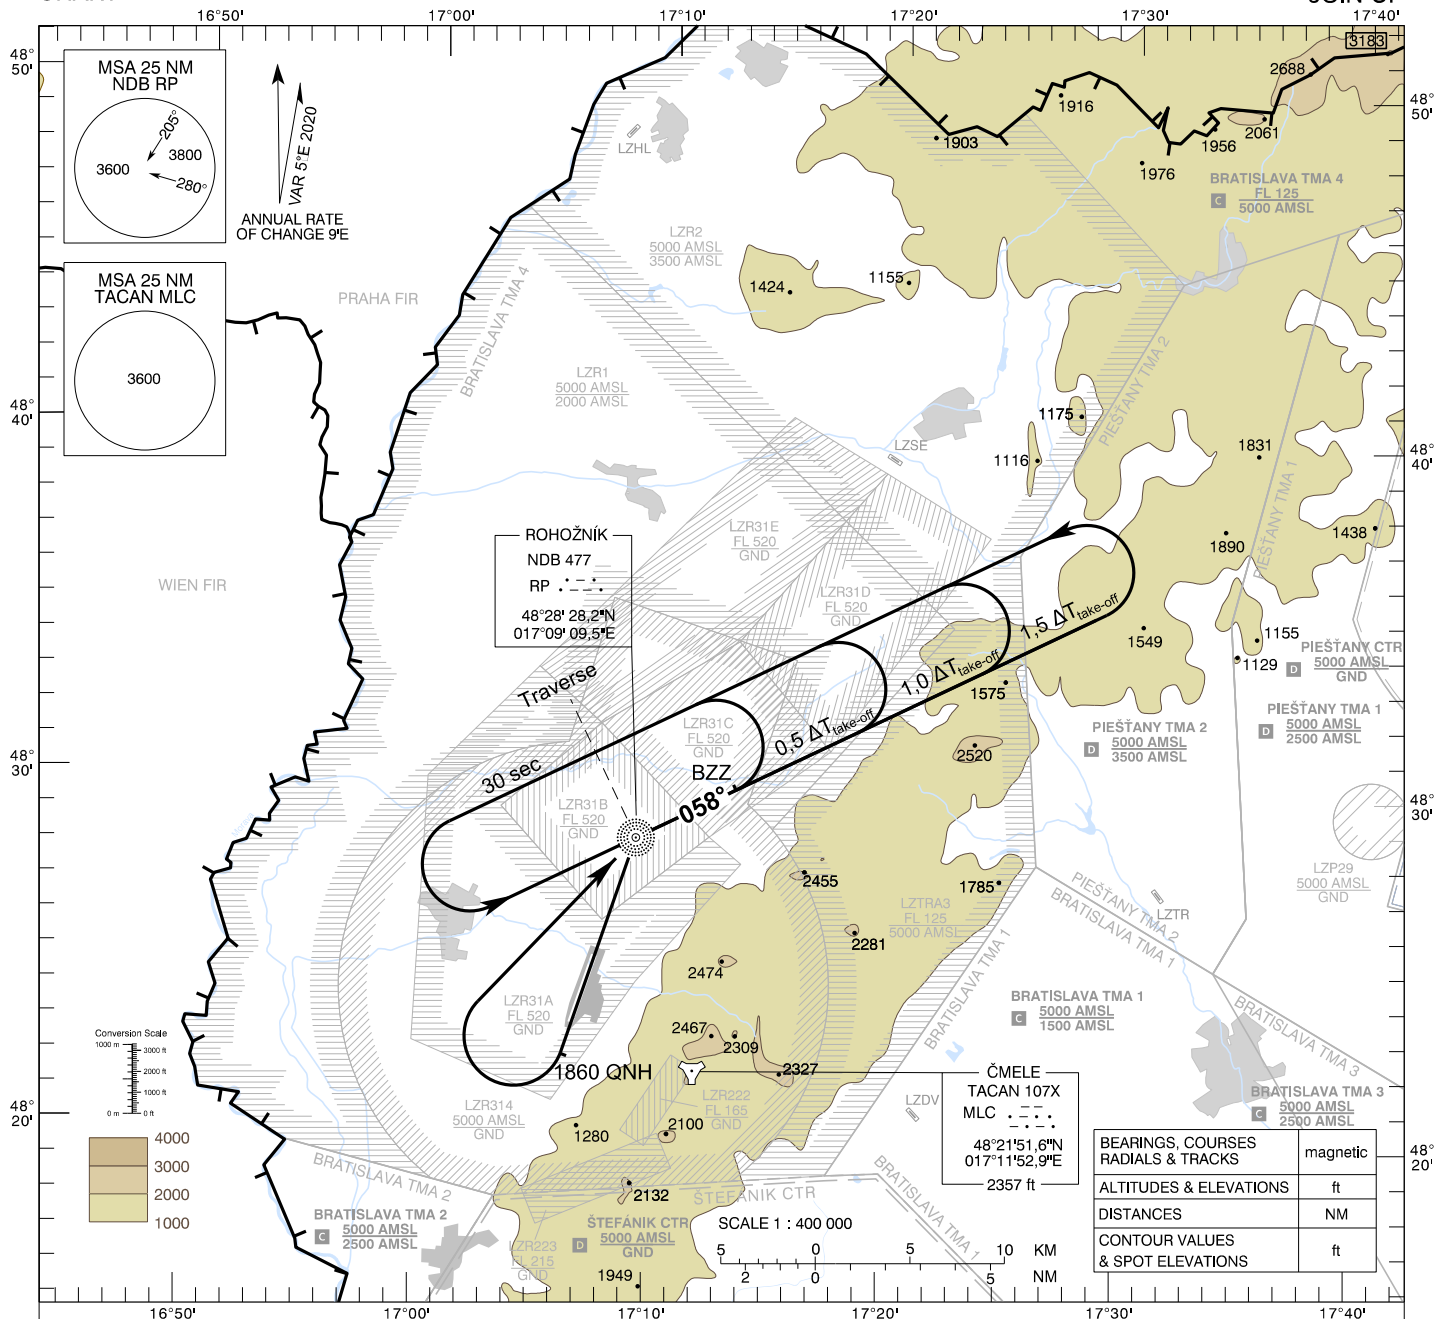 16°50'
17°00'
17°10'
17°20'
17°30'
17°40'
48°
50'
MSA 25 NM
NDB RP
205°
3600
3800
280°
VAR 5°E 2020
ANNUAL RATE
OF CHANGE 9'E
MSA 25 NM
TACAN MLC
3600
LZHL
3183
2688
1916
1903
2061
1956
1976
48°
50'
BRATISLAVA TMA 4
C
FL 125
5000 AMSL
LZR2
5000 AMSL
3500 AMSL
1424
1155
PRAHA FIR
BRATISLAVA TMA 4
LZR1
5000 AMSL
2000 AMSL
PIEŠŤANY TMA 2
48°
40'
1175
1116
1831
48°
40'
LZSE
PIEŠŤANY TMA 1
1438
1890
LZR31E
FL 520
GND
ROHOŽNÍK
NDB 477
RP
48°28' 28,2"N
017°09' 09,5"E
WIEN FIR
LZR31D
FL 520
GND
1,5 ΔTtake-off
1549
1155
1129
PIEŠŤANY CTR
D
5000 AMSL
GND
Traverse
1,0 ΔTtake-off
1575
PIEŠŤANY TMA 1
D
5000 AMSL
2500 AMSL
PIEŠŤANY TMA 2
D
5000 AMSL
3500 AMSL
LZR31C
FL 520
GND
0,5 ΔTtake-off
2520
30 sec
BZZ
058°
48°
30'
48°
30'
LZR31B
FL 520
GND
2455
1785
LZP29
5000 AMSL
GND
LZTRA3
FL 125
5000 AMSL
PIEŠŤANY TMA 2
BRATISLAVA TMA 1
LZTR
2281
2474
BRATISLAVA TMA 1
LZR31A
FL 520
GND
BRATISLAVA TMA 1
C
5000 AMSL
1500 AMSL
BRATISLAVA TMA 3
2467
2309
2327
1860 QNH
Conversion Scale
1000 m
3000 ft
2000 ft
1000 ft
0 m
0 ft
ČMELE
TACAN 107X
MLC
48°21'51,6"N
017°11'52,9"E
2357 ft
LZDV
BRATISLAVA TMA 3
C
5000 AMSL
2500 AMSL
LZR222
FL 165
GND
LZR314
5000 AMSL
GND
48°
20'
48°
20'
1280
2100
4000
3000
2000
1000
BRATISLAVA TMA 2
2132
ŠTEFÁNIK CTR
BRATISLAVA TMA 1
BEARINGS, COURSES
RADIALS & TRACKS
magnetic
ALTITUDES & ELEVATIONS
ft
DISTANCES
NM
CONTOUR VALUES
& SPOT ELEVATIONS
ft
BRATISLAVA TMA 2
C
5000 AMSL
2500 AMSL
ŠTEFÁNIK CTR
D
5000 AMSL
GND
LZR223
FL 215
GND
1949
SCALE 1 : 400 000
5 0 5 10 KM
2 0 5 NM
16°50'
17°00'
17°10'
17°20'
17°30'
17°40'